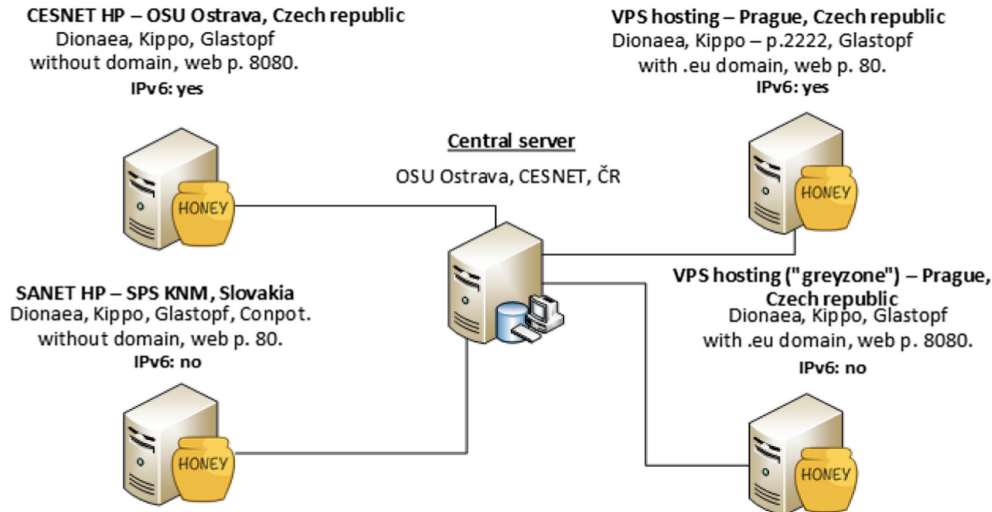 CESNET HP – OSU Ostrava, Czech republic
Dionaea, Kippo, Glastopf
without domain, web p. 8080.
IPv6: yes
HONEY
VPS hosting – Prague, Czech republic
Dionaea, Kippo – p.2222, Glastopf
with .eu domain, web p. 80.
IPv6: yes
HONEY
Central server
OSU Ostrava, CESNET, ČR
SANET HP – SPS KNM, Slovakia
Dionaea, Kippo, Glastopf, Conpot.
without domain, web p. 80.
IPv6: no
HONEY
VPS hosting ("greyzone") – Prague,
Czech republic
Dionaea, Kippo, Glastopf
with .eu domain, web p. 8080.
IPv6: no
HONEY